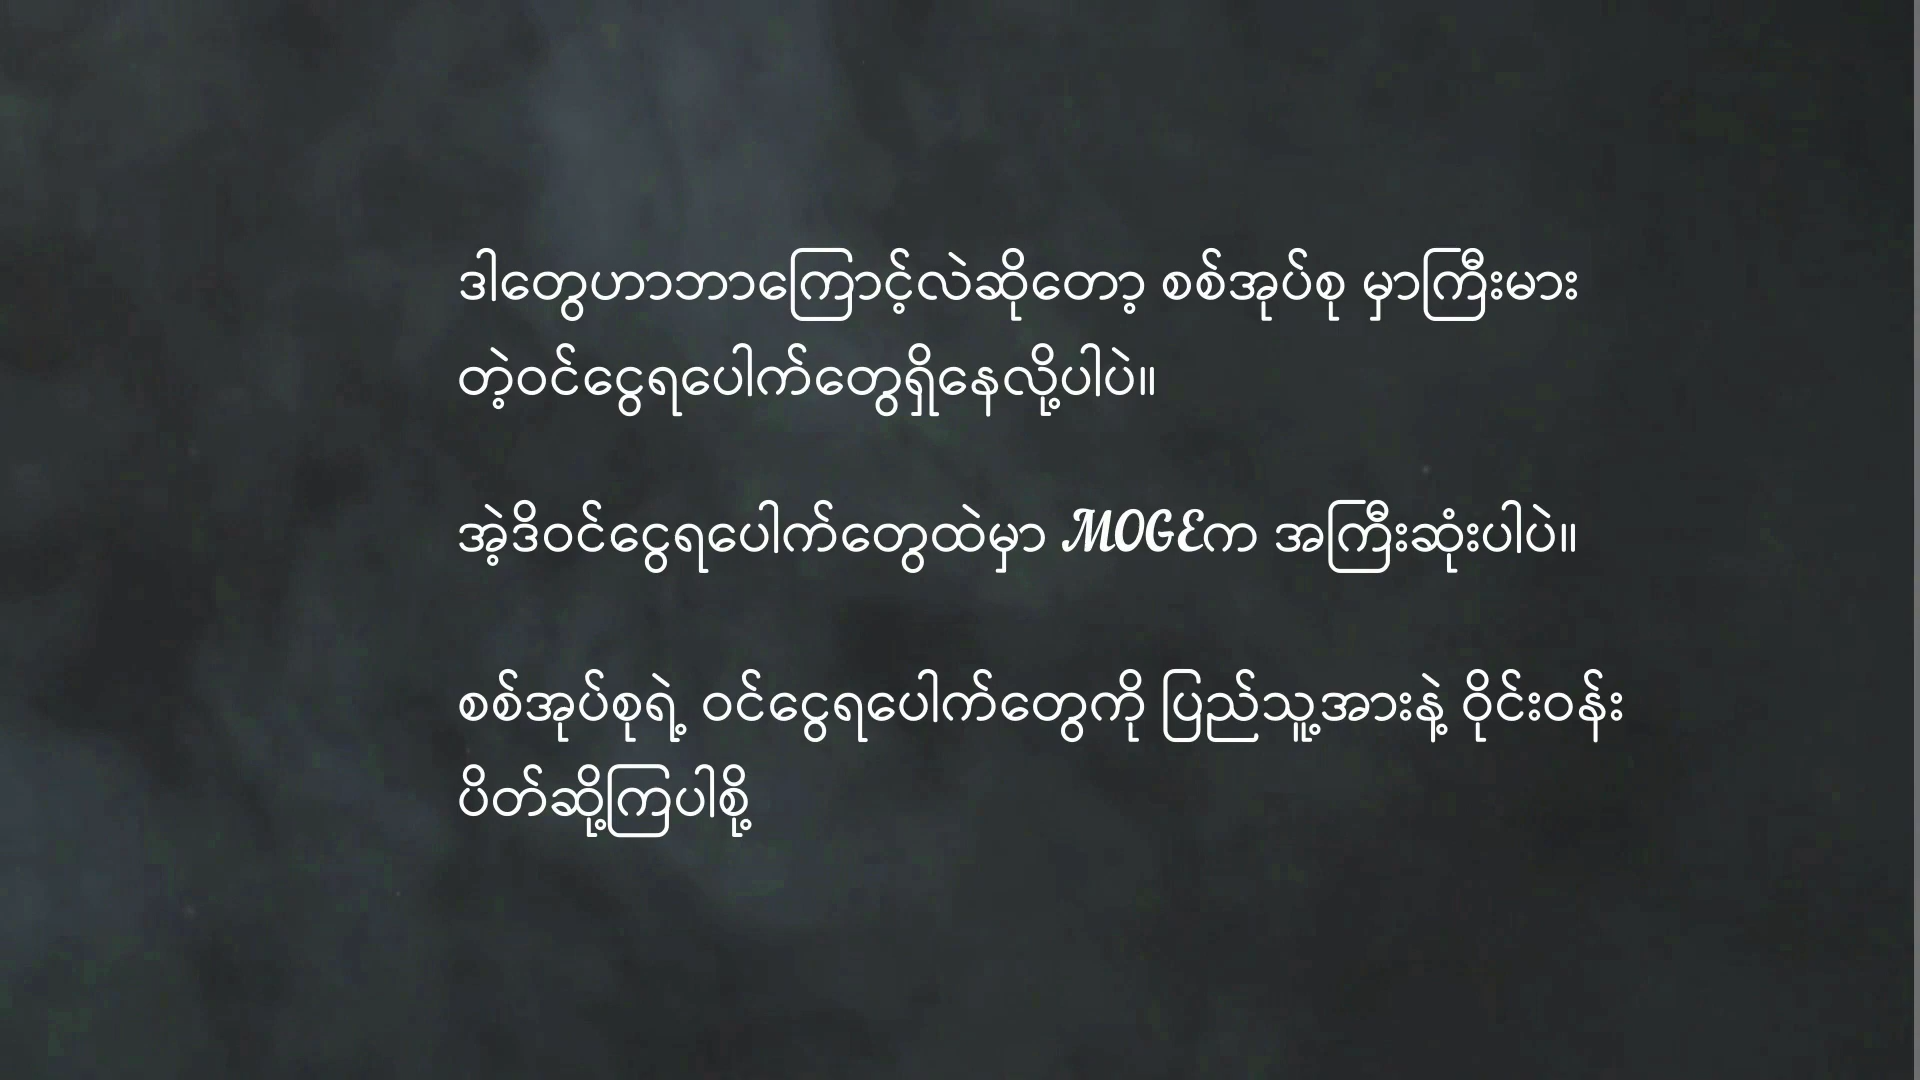 ဒါတွေဟာဘာကြောင့်လဲဆိုတော့ စစ်အုပ်စု မှာကြီးမား
တဲ့ဝင်ငွေရပေါက်တွေရှိနေလို့ပါပဲ။
အဲ့ဒိဝင်ငွေရပေါက်တွေထဲမှာ MOGEက အကြီးဆုံးပါပဲ။
စစ်အုပ်စုရဲ့ ဝင်ငွေရပေါက်တွေကို ပြည်သူ့အားနဲ့ ဝိုင်းဝန်း
ပိတ်ဆို့ကြပါစို့